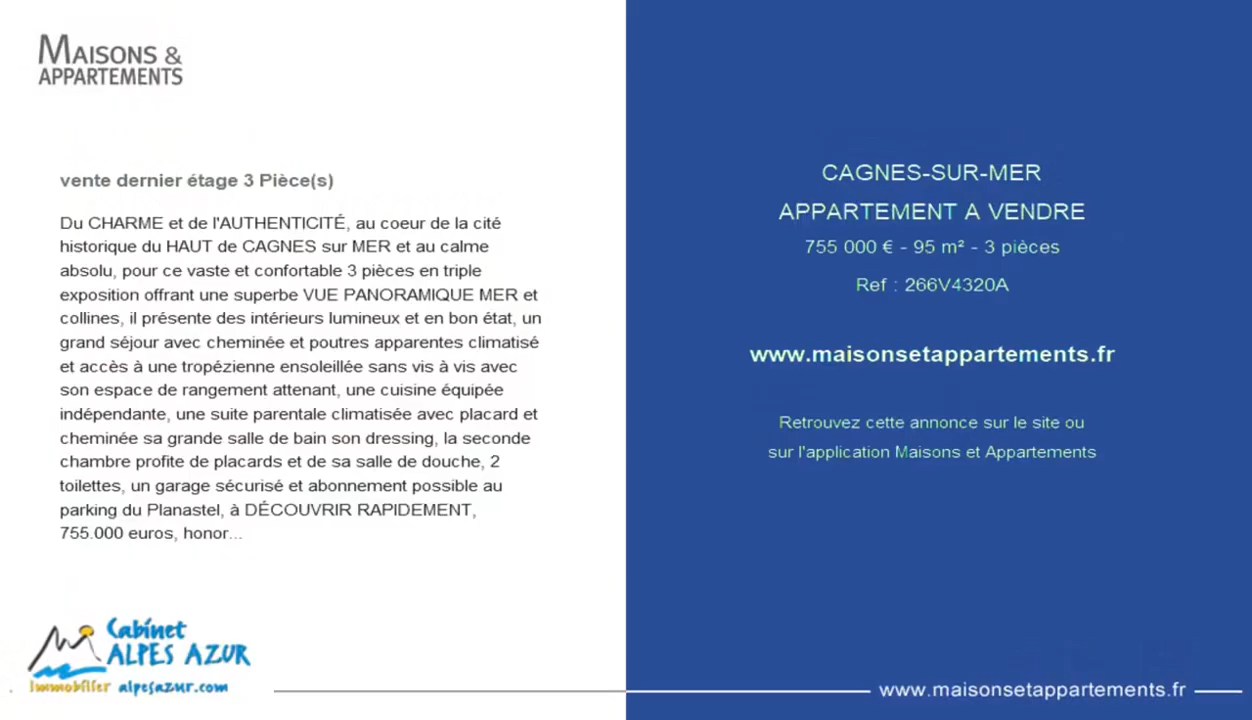 MAISONS &
APPARTEMENTS
vente dernier étage 3 Pièce(s)
Du CHARME et de l'AUTHENTICITÉ, au coeur de la cité
historique du HAUT de CAGNES sur MER et au calme
absolu, pour ce vaste et confortable 3 pièces en triple
exposition offrant une superbe VUE PANORAMIQUE MER et
collines, il présente des intérieurs lumineux et en bon état, un
grand séjour avec cheminée et poutres apparentes climatisé
et accès à une tropézienne ensoleillée sans vis à vis avec
son espace de rangement attenant, une cuisine équipée
indépendante, une suite parentale climatisée avec placard et
cheminée sa grande salle de bain son dressing, la seconde
chambre profite de placards et de sa salle de douche, 2
toilettes, un garage sécurisé et abonnement possible au
parking du Planastel, à DÉCOUVRIR RAPIDEMENT,
755.000 euros, honor...
Cabinet
ALPES AZUR
Immobilier alpesazur.com
CAGNES-SUR-MER
APPARTEMENT A VENDRE
755 000 € - 95 m² - 3 pièces
Ref : 266V4320A
www.maisonsetappartements.fr
Retrouvez cette annonce sur le site ou
sur l'application Maisons et Appartements
www.maisonsetappartements.fr